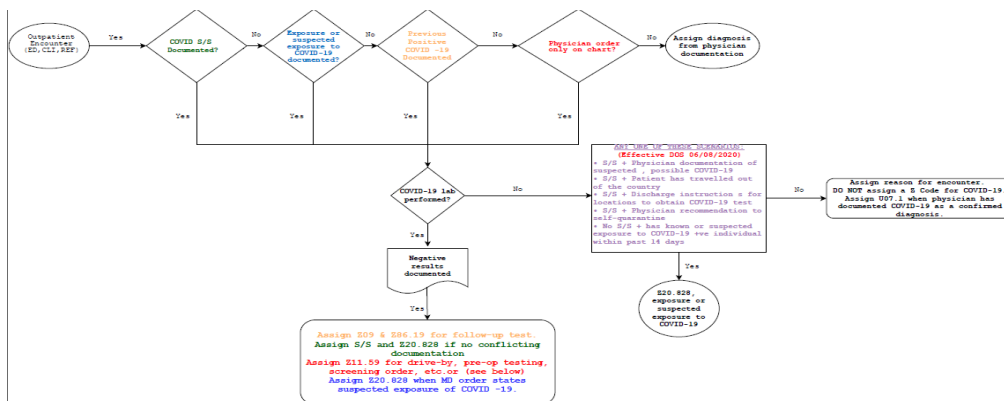 Outpatient
Encounter
(ED,CLI,REF)
Yes
COVID S/S
Documented?
No
Exposure or
suspected
exposure to
COVID-19
documented?
No
Previous
Positive
COVID -19
Documented
No
Physician order
only on chart?
No
Assign diagnosis
from physician
documentation
Yes
Yes
Yes
Yes
COVID-19 lab
performed?
No
ANY ONE OF THESE SCENARIOS:
(Effective DOS 06/08/2020)
• S/S + Physician documentation of
suspected , possible COVID-19
• S/S + Patient has travelled out
of the country
• S/S + Discharge instruction s for
locations to obtain COVID-19 test
• S/S + Physician recommendation to
self-quarantine
• No S/S + has known or suspected
exposure to COVID-19 +ve individual
within past 14 days
No
Assign reason for encounter.
DO NOT assign a Z Code for COVID-19.
Assign U07.1 when physician has
documented COVID-19 as a confirmed
diagnosis.
Yes
Negative
results
documented
Yes
Z20.828,
exposure or
suspected
exposure to
COVID-19
Yes
Assign Z09 & Z86.19 for follow-up test.
Assign S/S and Z20.828 if no conflicting
documentation
Assign Z11.59 for drive-by, pre-op testing,
screening order, etc.or (see below)
Assign Z20.828 when MD order states
suspected exposure of COVID -19.